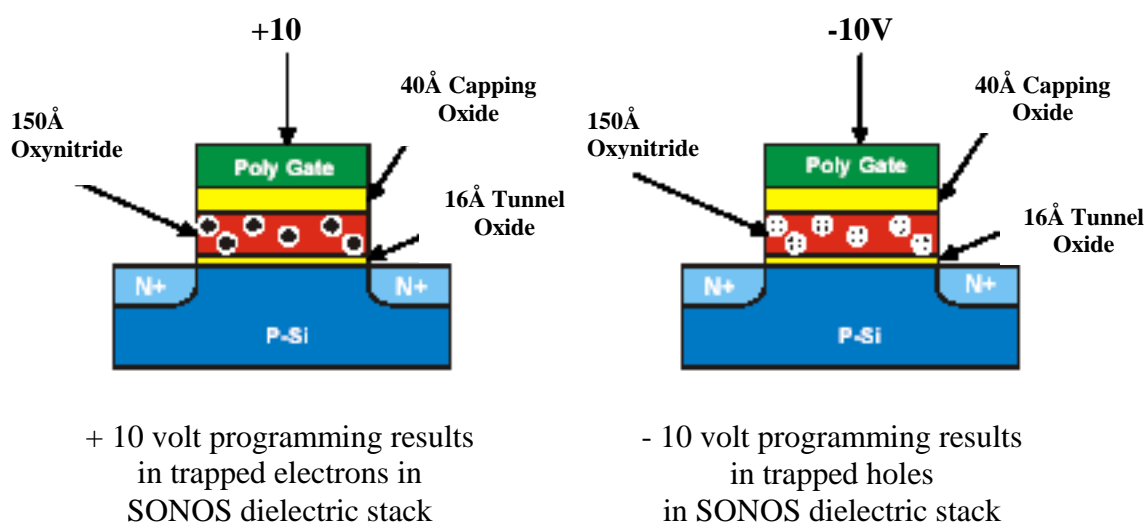 +10
40Å Capping
Oxide
150Å
Oxynitride
Poly Gate
16Å Tunnel
Oxide
N+
N+
P-Si
+ 10 volt programming results
in trapped electrons in
SONOS dielectric stack
-10V
40Å Capping
Oxide
150Å
Oxynitride
Poly Gate
16Å Tunnel
Oxide
N+
N+
P-Si
- 10 volt programming results
in trapped holes
in SONOS dielectric stack